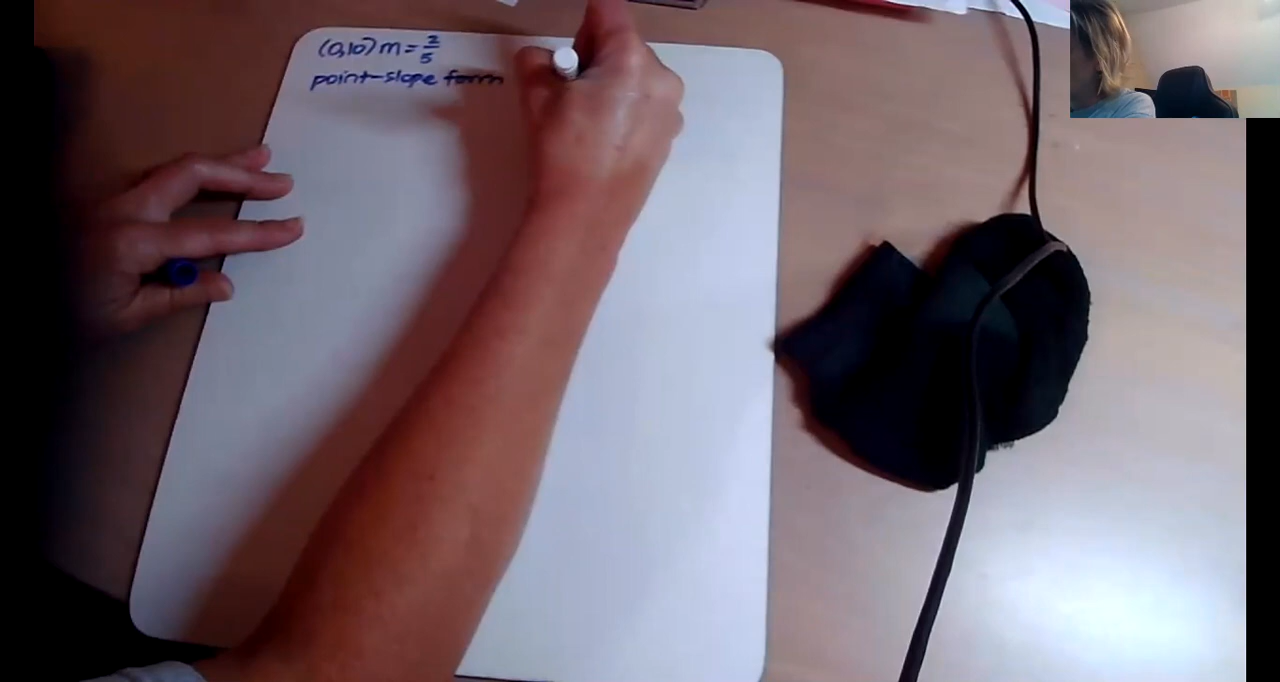 (0,10) m = 2/5
point-slope form